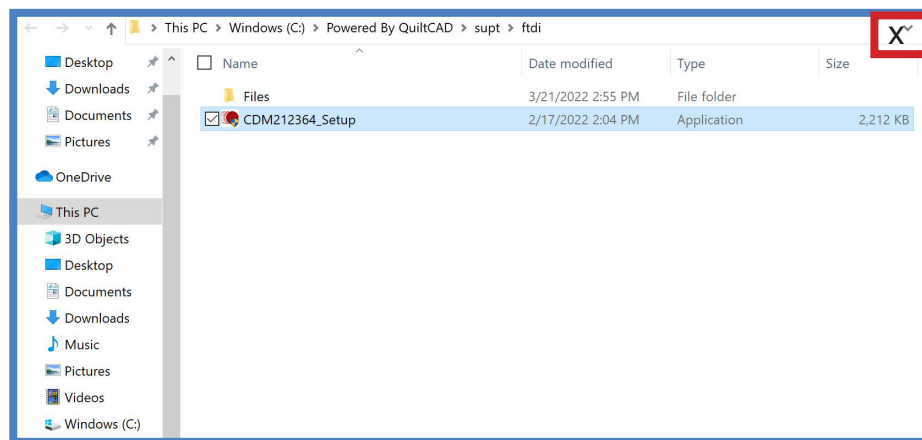 This PC > Windows (C:) > Powered By QuiltCAD > supt > ftdi
X
Name Date modified Type Size
Files 3/21/2022 2:55 PM File folder
CDM212364_Setup 2/17/2022 2:04 PM Application 2,212 KB
Desktop
Downloads
Documents
Pictures
OneDrive
This PC
3D Objects
Desktop
Documents
Downloads
Music
Pictures
Videos
Windows (C:)